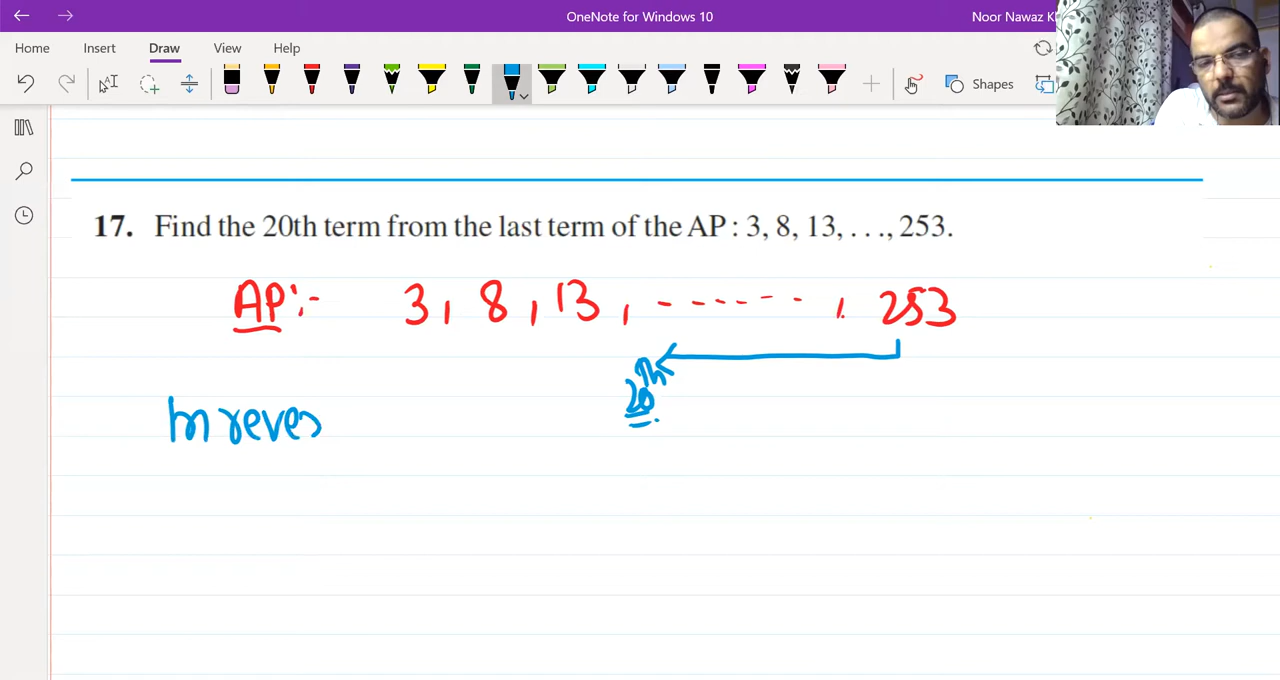 OneNote for Windows 10
Noor Nawaz K
Home Insert Draw View Help
Shapes
17. Find the 20th term from the last term of the AP : 3, 8, 13, . . ., 253.
AP:- 3, 8, 13, ------, 253
20th
In reves